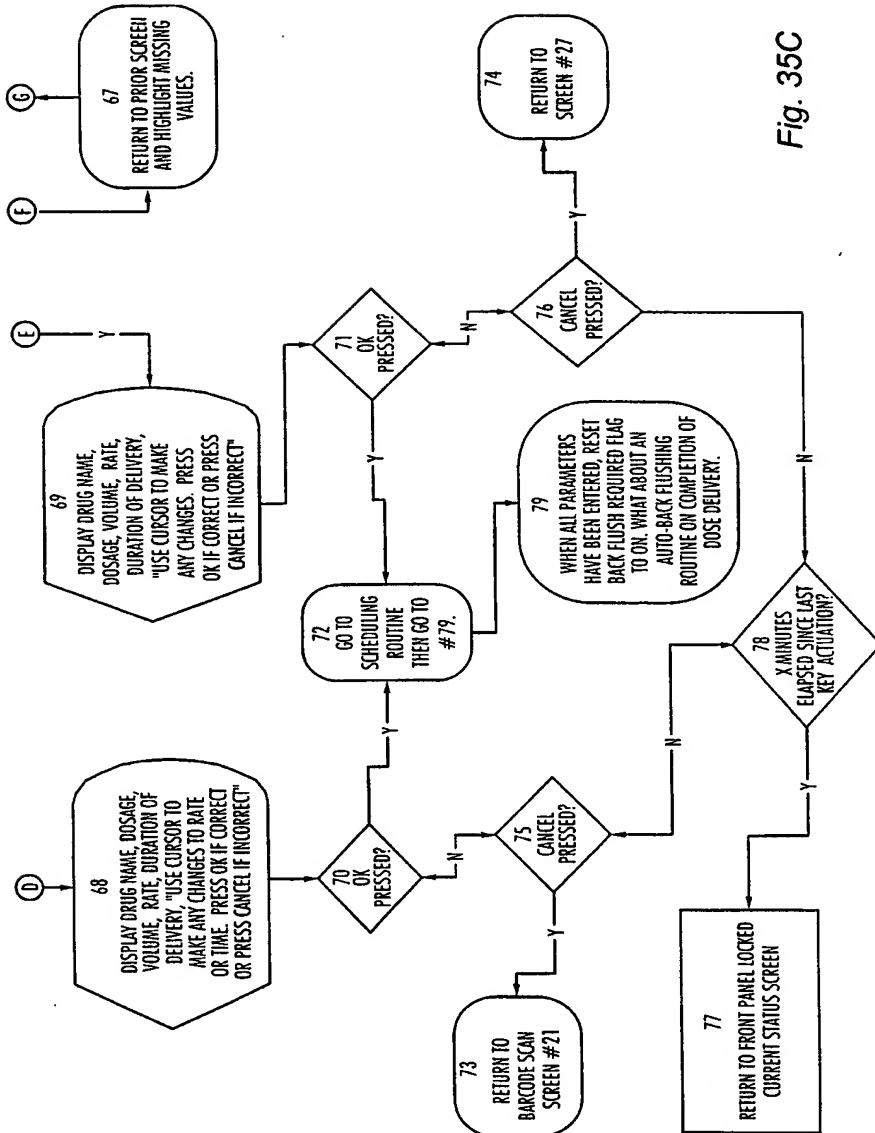 D
68
DISPLAY DRUG NAME, DOSAGE,
VOLUME, RATE, DURATION OF
DELIVERY, "USE CURSOR TO
MAKE ANY CHANGES TO RATE
OR TIME. PRESS OK IF CORRECT
OR PRESS CANCEL IF INCORRECT"
E
Y
69
DISPLAY DRUG NAME,
DOSAGE, VOLUME, RATE,
DURATION OF DELIVERY,
"USE CURSOR TO MAKE
ANY CHANGES. PRESS
OK IF CORRECT OR PRESS
CANCEL IF INCORRECT"
F
G
67
RETURN TO PRIOR SCREEN
AND HIGHLIGHT MISSING
VALUES.
70
OK
PRESSED?
Y
N
72
GO TO
SCHEDULING
ROUTINE
THEN GO TO
#79.
71
OK
PRESSED?
Y
N
73
RETURN TO
BARCODE SCAN
SCREEN #21
Y
75
CANCEL
PRESSED?
N
79
WHEN ALL PARAMETERS
HAVE BEEN ENTERED, RESET
BACK FLUSH REQUIRED FLAG
TO ON. WHAT ABOUT AN
AUTO-BACK FLUSHING
ROUTINE ON COMPLETION OF
DOSE DELIVERY.
76
CANCEL
PRESSED?
Y
N
74
RETURN TO
SCREEN #27
77
RETURN TO FRONT PANEL LOCKED
CURRENT STATUS SCREEN
Y
78
X MINUTES
ELAPSED SINCE LAST
KEY ACTUATION?
Fig. 35C